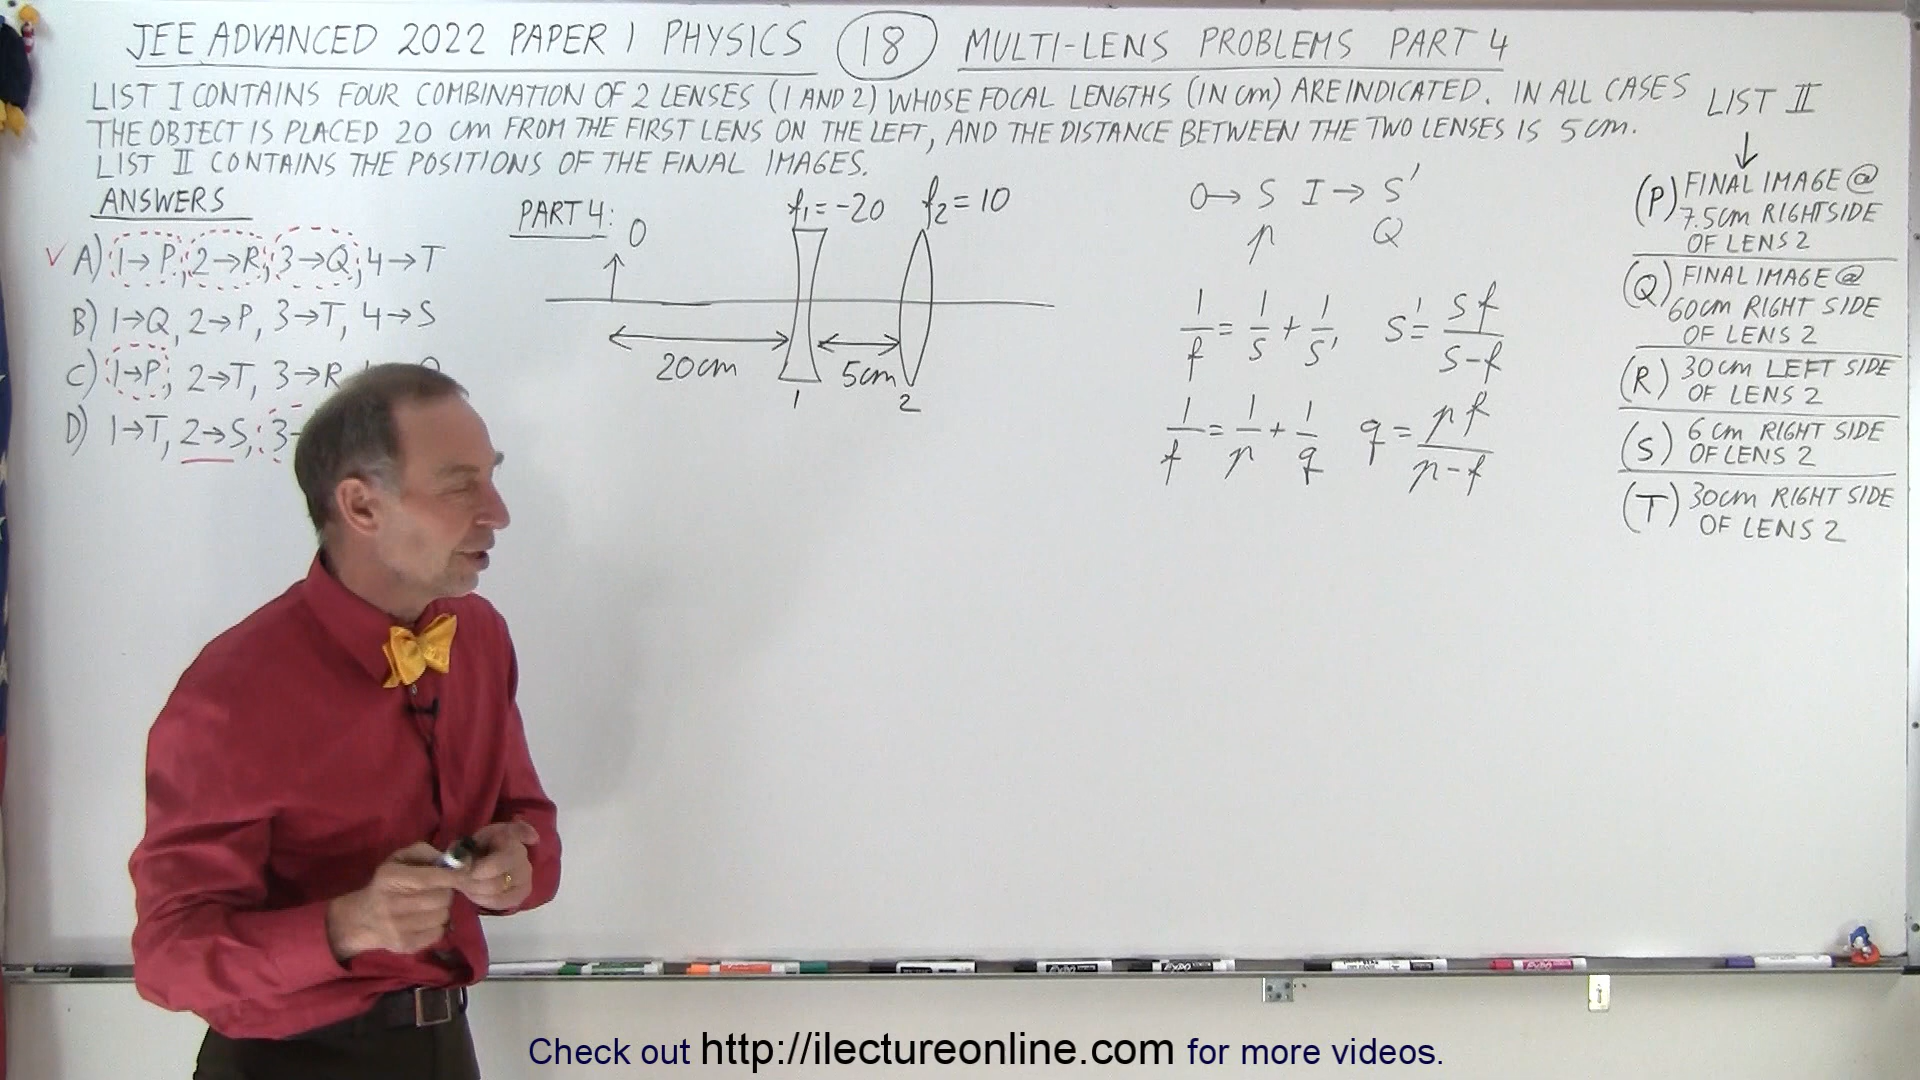 JEE ADVANCED 2022 PAPER 1 PHYSICS 18 MULTI-LENS PROBLEMS PART 4
LIST I CONTAINS FOUR COMBINATION OF 2 LENSES (1 AND 2) WHOSE FOCAL LENGTHS (IN cm) ARE INDICATED. IN ALL CASES
THE OBJECT IS PLACED 20 cm FROM THE FIRST LENS ON THE LEFT, AND THE DISTANCE BETWEEN THE TWO LENSES IS 5 cm.
LIST II CONTAINS THE POSITIONS OF THE FINAL IMAGES.
ANSWERS
✓ A) 1→P, 2→R, 3→Q, 4→T
B) 1→Q, 2→P, 3→T, 4→S
C) 1→P, 2→T, 3→R
D) 1→T, 2→S, 3→
PART 4:
O
f₁=-20 f₂=10
20cm 5cm
1 2
O→ S I→ S'
p Q
1/f = 1/s + 1/s', s' = sf/(s-f)
1/f = 1/p + 1/q q = pf/(p-f)
LIST II
↓
(P) FINAL IMAGE @
7.5cm RIGHT SIDE
OF LENS 2
(Q) FINAL IMAGE @
60cm RIGHT SIDE
OF LENS 2
(R) 30cm LEFT SIDE
OF LENS 2
(S) 6 cm RIGHT SIDE
OF LENS 2
(T) 30cm RIGHT SIDE
OF LENS 2
Check out http://ilectureonline.com for more videos.